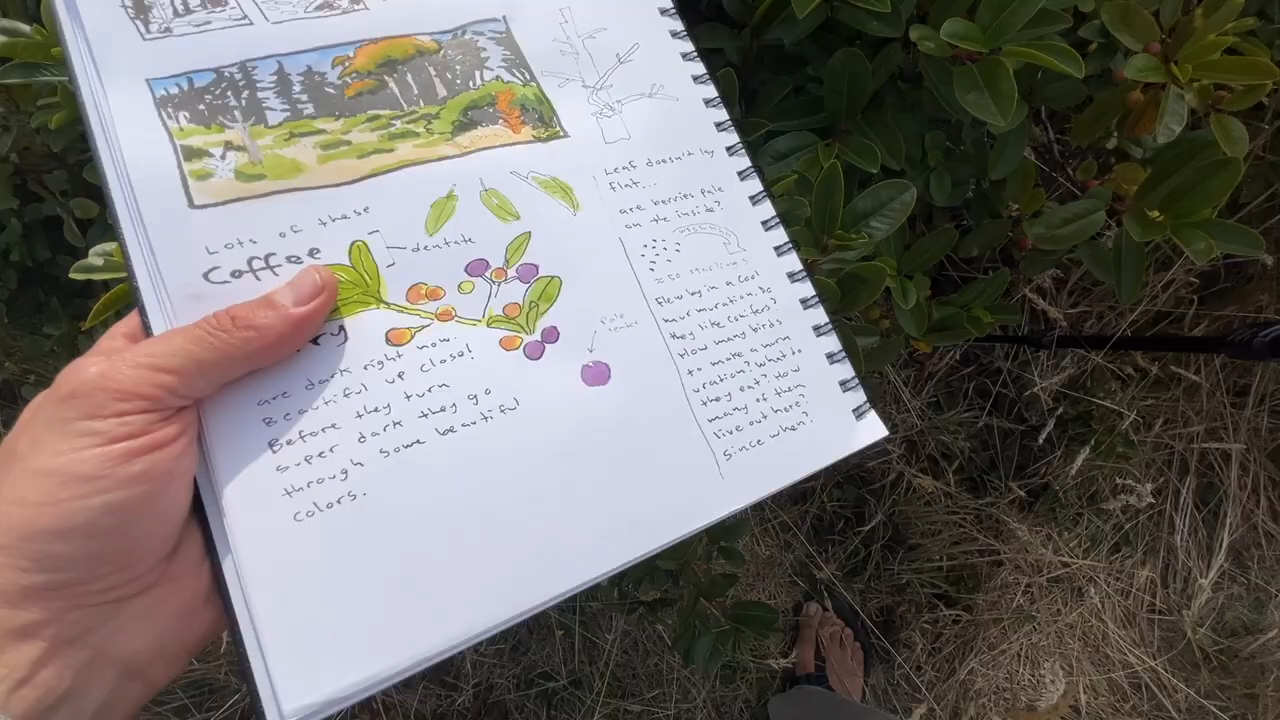 Lots of these
Coffee
dentate
ry
are dark right now.
Beautiful up close!
Before they turn
super dark they go
through some beautiful
colors.
Pale
center
Leaf doesn't lay
flat...
are berries pale
on the inside?
≈50 starlings
Flew by in a cool
murmuration. Do
they like conifers?
How many birds
to make a murm
uration? What do
they eat? How
many of them
live out here?
Since when?